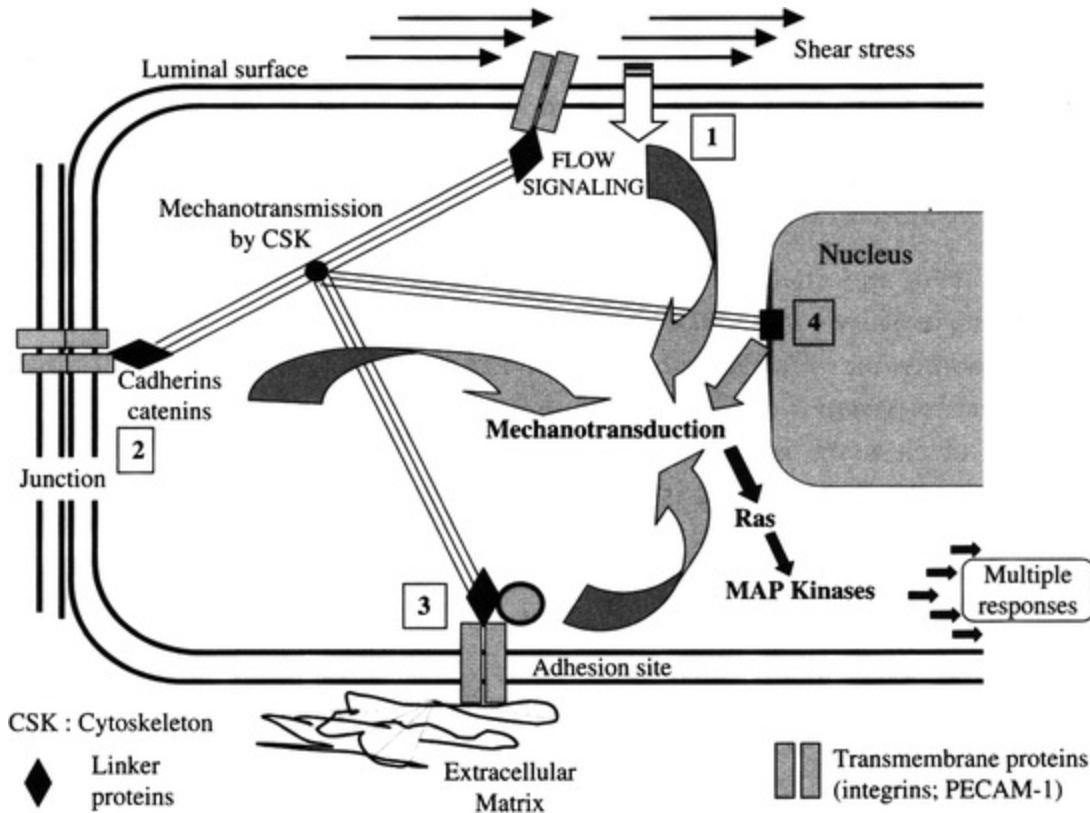 Shear stress
Luminal surface
1
FLOW
SIGNALING
Mechanotransmission
by CSK
Nucleus
4
Cadherins
catenins
2
Mechanotransduction
Junction
Ras
MAP Kinases
Multiple
responses
3
Adhesion site
CSK : Cytoskeleton
Linker
proteins
Extracellular
Matrix
Transmembrane proteins
(integrins; PECAM-1)